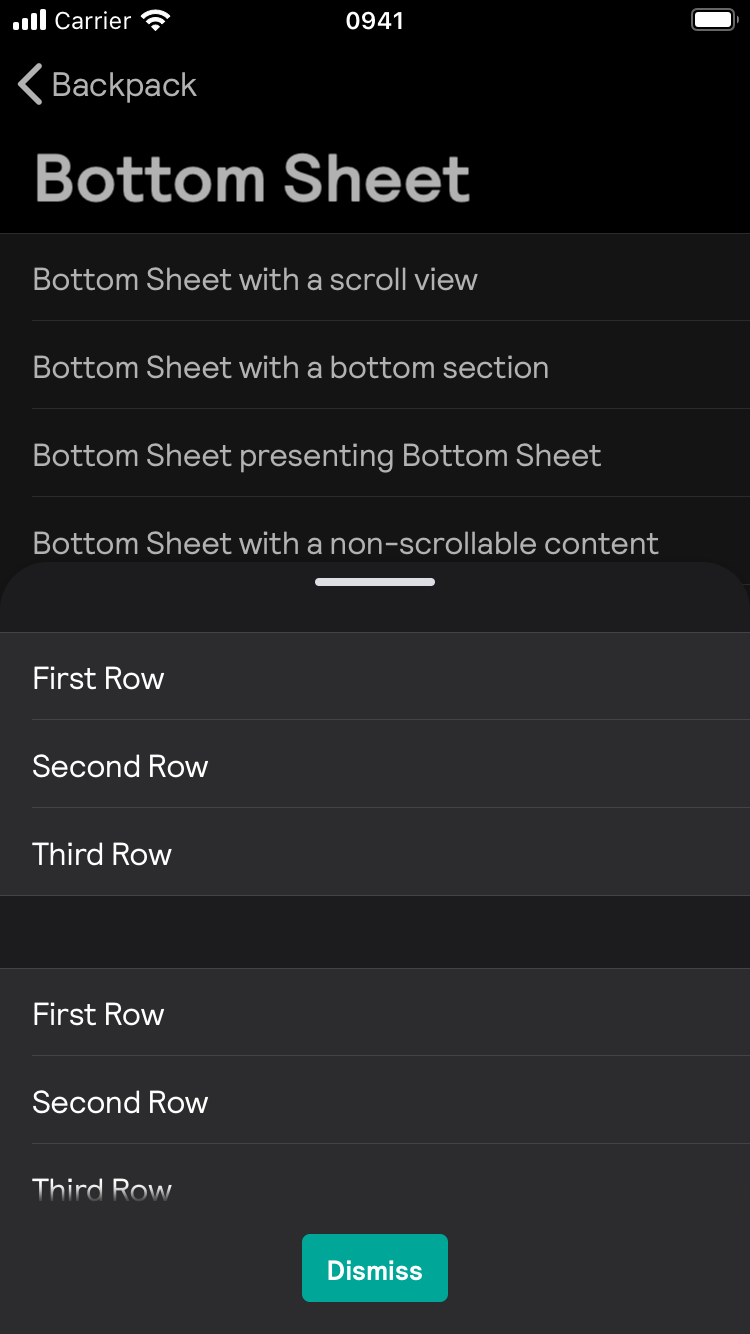 Carrier 0941
Backpack
Bottom Sheet
Bottom Sheet with a scroll view
Bottom Sheet with a bottom section
Bottom Sheet presenting Bottom Sheet
Bottom Sheet with a non-scrollable content
First Row
Second Row
Third Row
First Row
Second Row
Third Row
Dismiss